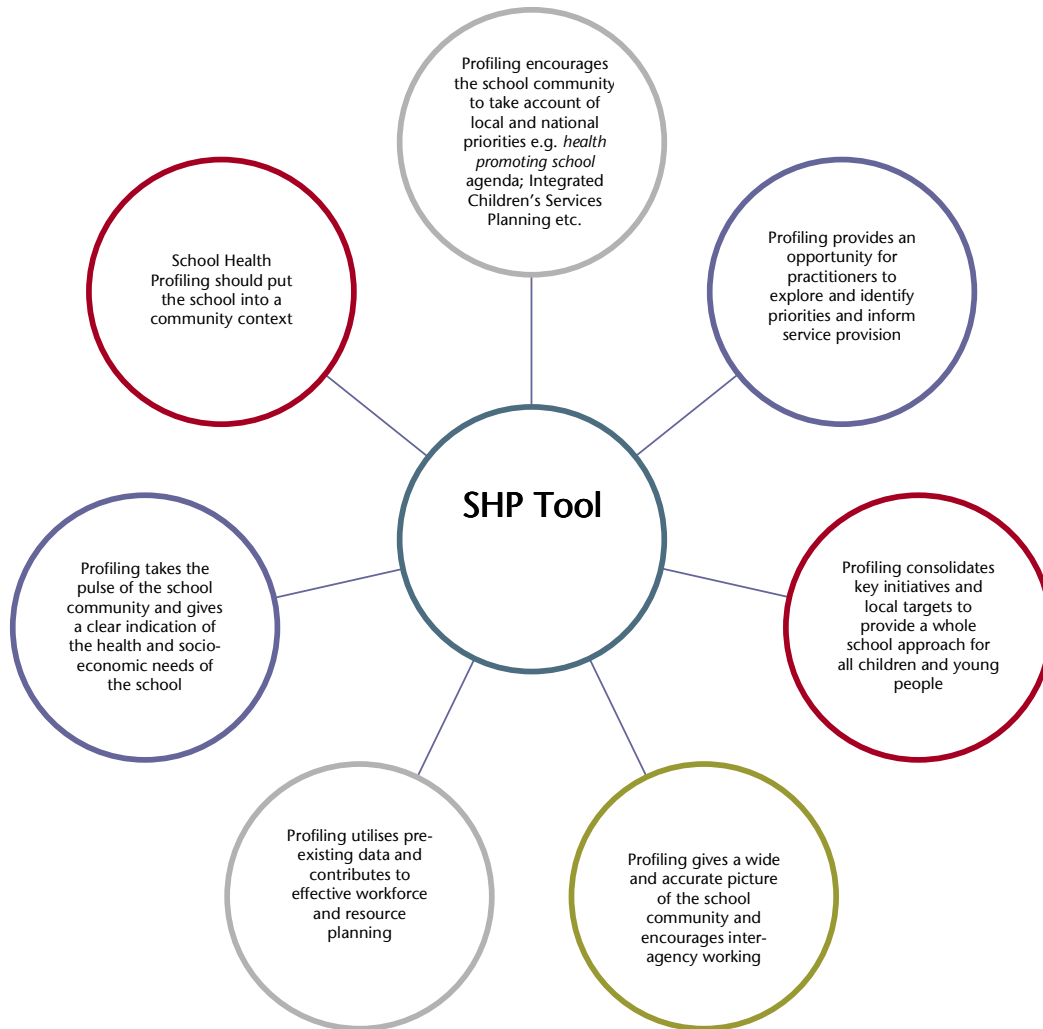 Profiling encourages
the school community
to take account of
local and national
priorities e.g. health
promoting school
agenda; Integrated
Children’s Services
Planning etc.
School Health
Profiling should put
the school into a
community context
Profiling provides an
opportunity for
practitioners to
explore and identify
priorities and inform
service provision
SHP Tool
Profiling takes the
pulse of the school
community and gives
a clear indication of
the health and socio-
economic needs of
the school
Profiling consolidates
key initiatives and
local targets to
provide a whole
school approach for
all children and young
people
Profiling utilises pre-
existing data and
contributes to
effective workforce
and resource
planning
Profiling gives a wide
and accurate picture
of the school
community and
encourages inter-
agency working